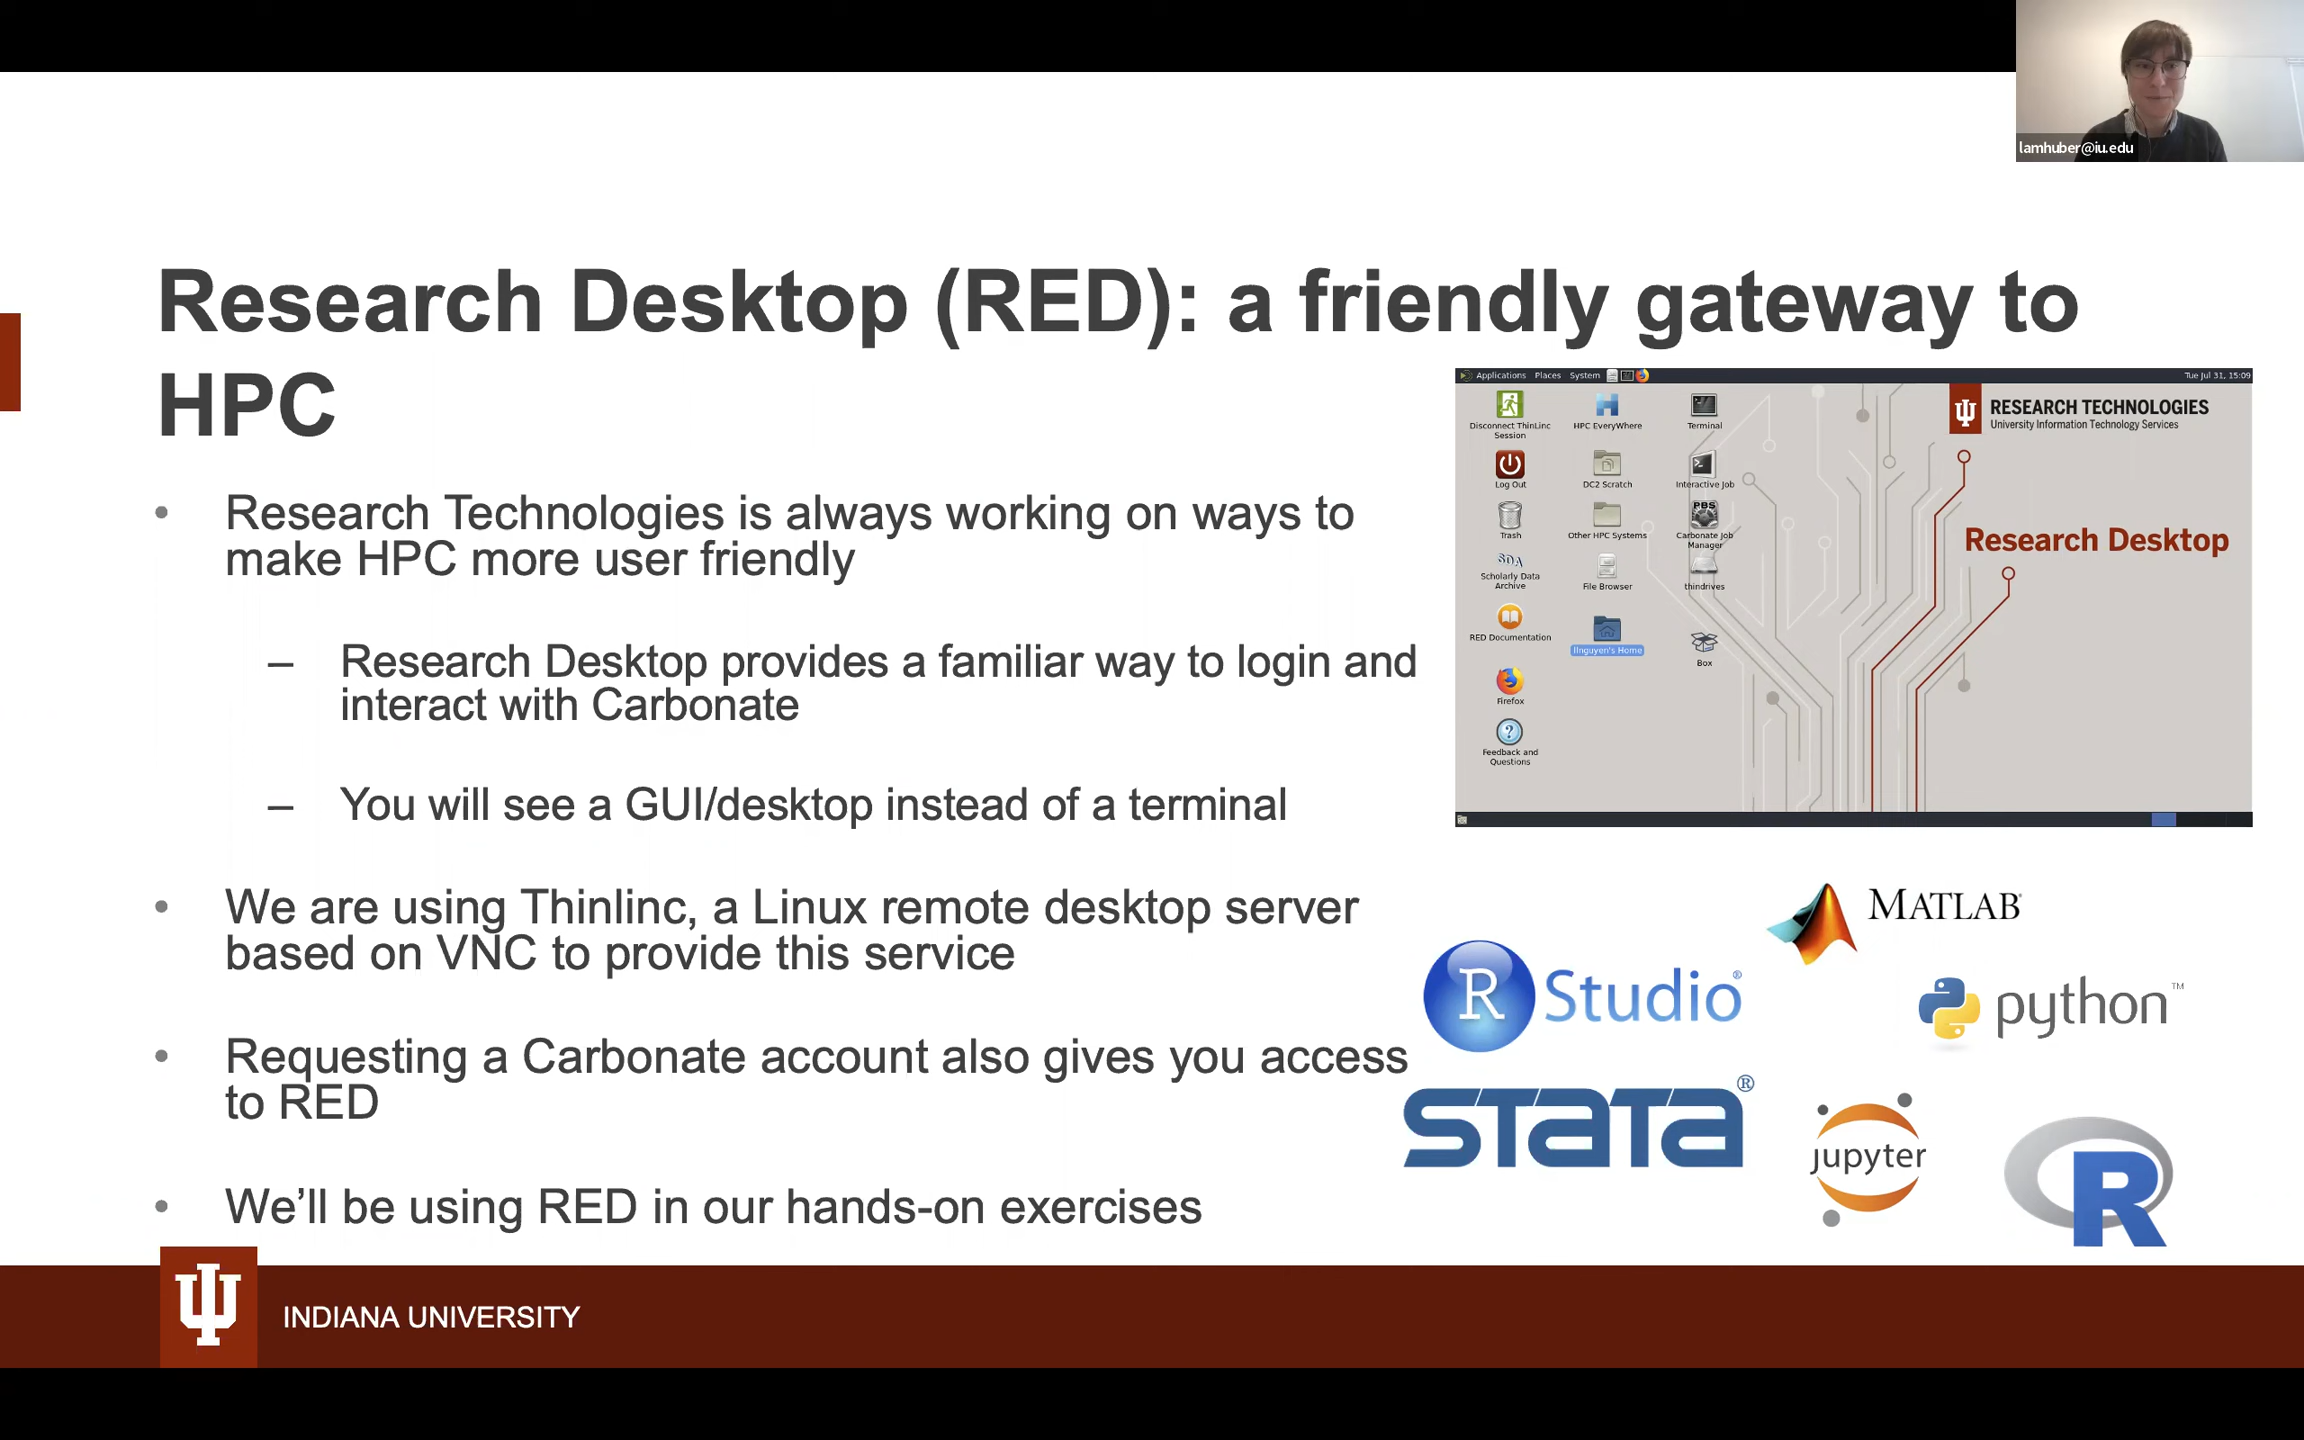 lamhuber@iu.edu
Research Desktop (RED): a friendly gateway to
HPC
• Research Technologies is always working on ways to
make HPC more user friendly
– Research Desktop provides a familiar way to login and
interact with Carbonate
– You will see a GUI/desktop instead of a terminal
• We are using Thinlinc, a Linux remote desktop server
based on VNC to provide this service
• Requesting a Carbonate account also gives you access
to RED
• We’ll be using RED in our hands-on exercises
Applications Places System
Tue Jul 31, 15:09
Disconnect ThinLinc
Session
HPC EveryWhere
Terminal
Log Out
DC2 Scratch
Interactive Job
Trash
Other HPC Systems
PBS
Carbonate Job
Manager
SDA
Scholarly Data
Archive
File Browser
thindrives
RED Documentation
llnguyen's Home
Box
Firefox
Feedback and
Questions
RESEARCH TECHNOLOGIES
University Information Technology Services
Research Desktop
MATLAB®
R Studio®
python™
STATA®
jupyter
R
INDIANA UNIVERSITY